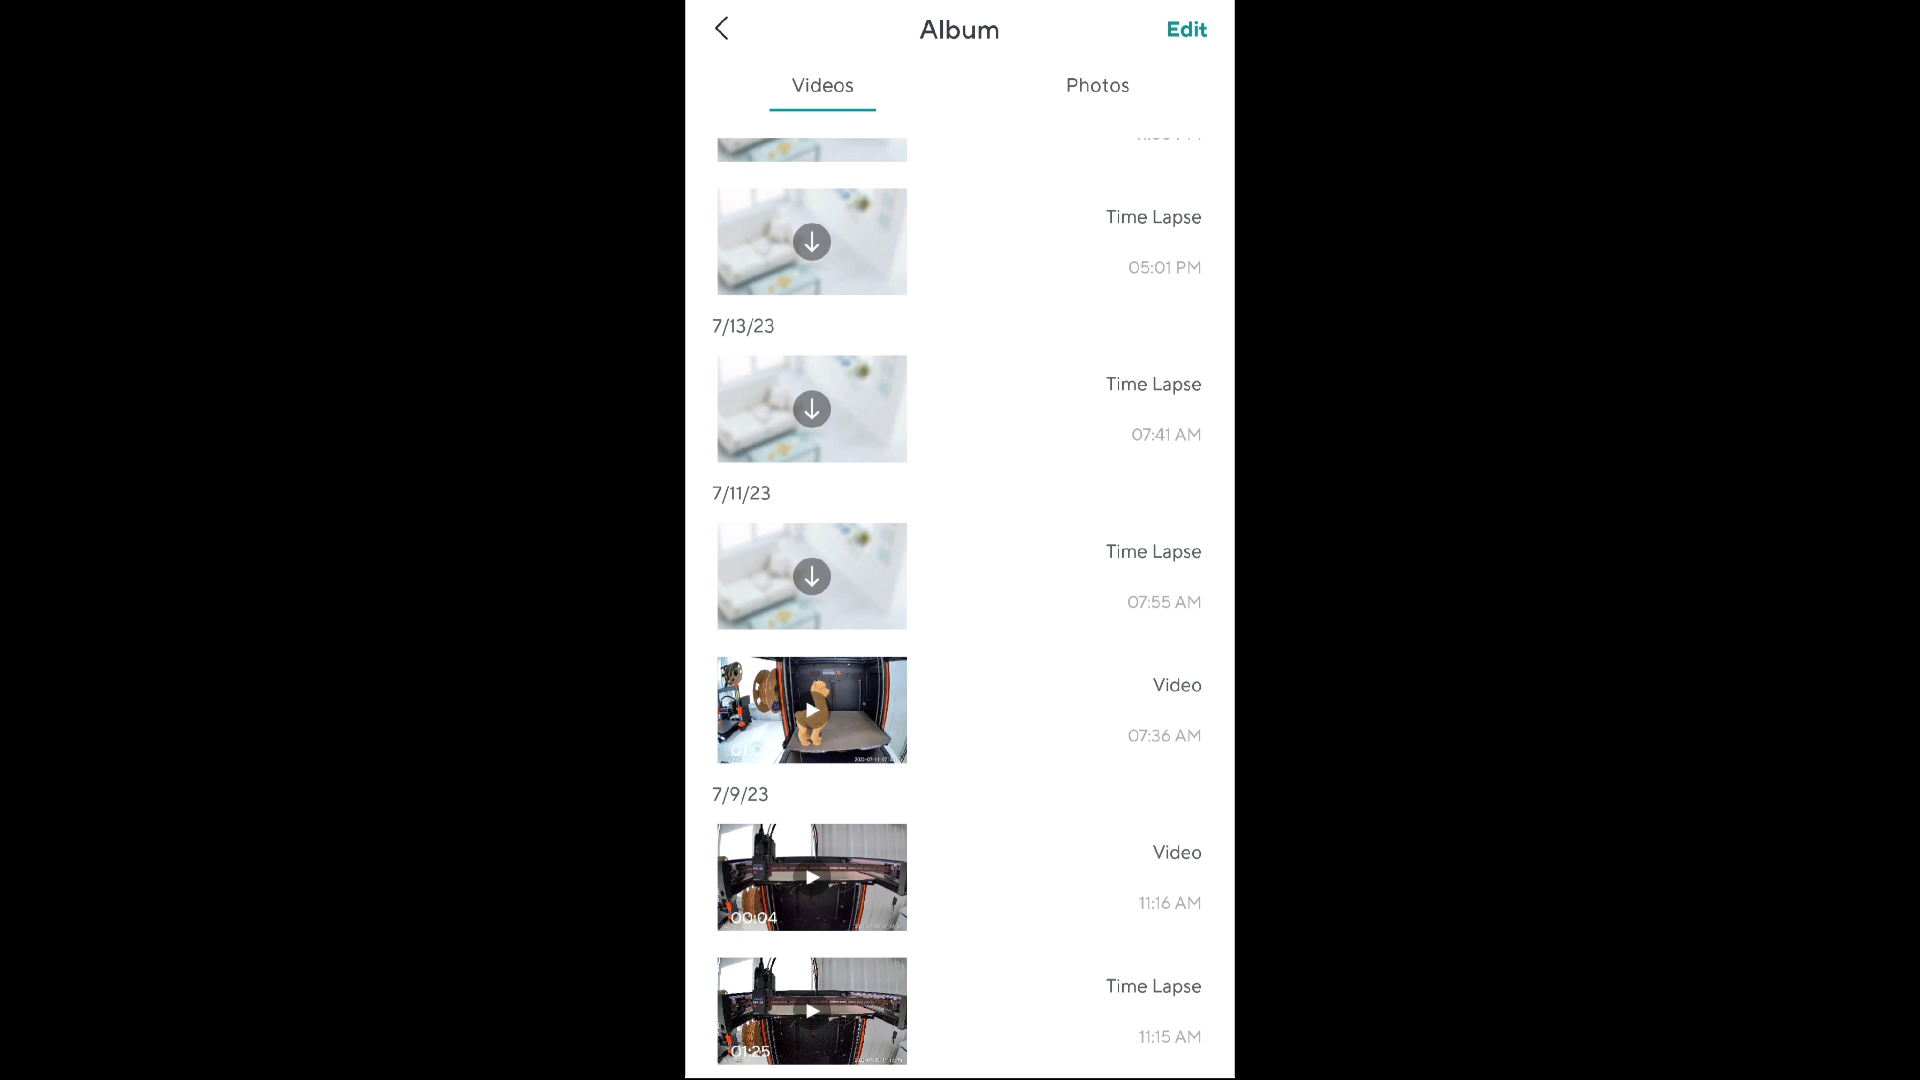 Album
Edit
Videos
Photos
Time Lapse
05:01 PM
7/13/23
Time Lapse
07:41 AM
7/11/23
Time Lapse
07:55 AM
Video
07:36 AM
7/9/23
Video
00:04
11:16 AM
Time Lapse
01:25
11:15 AM